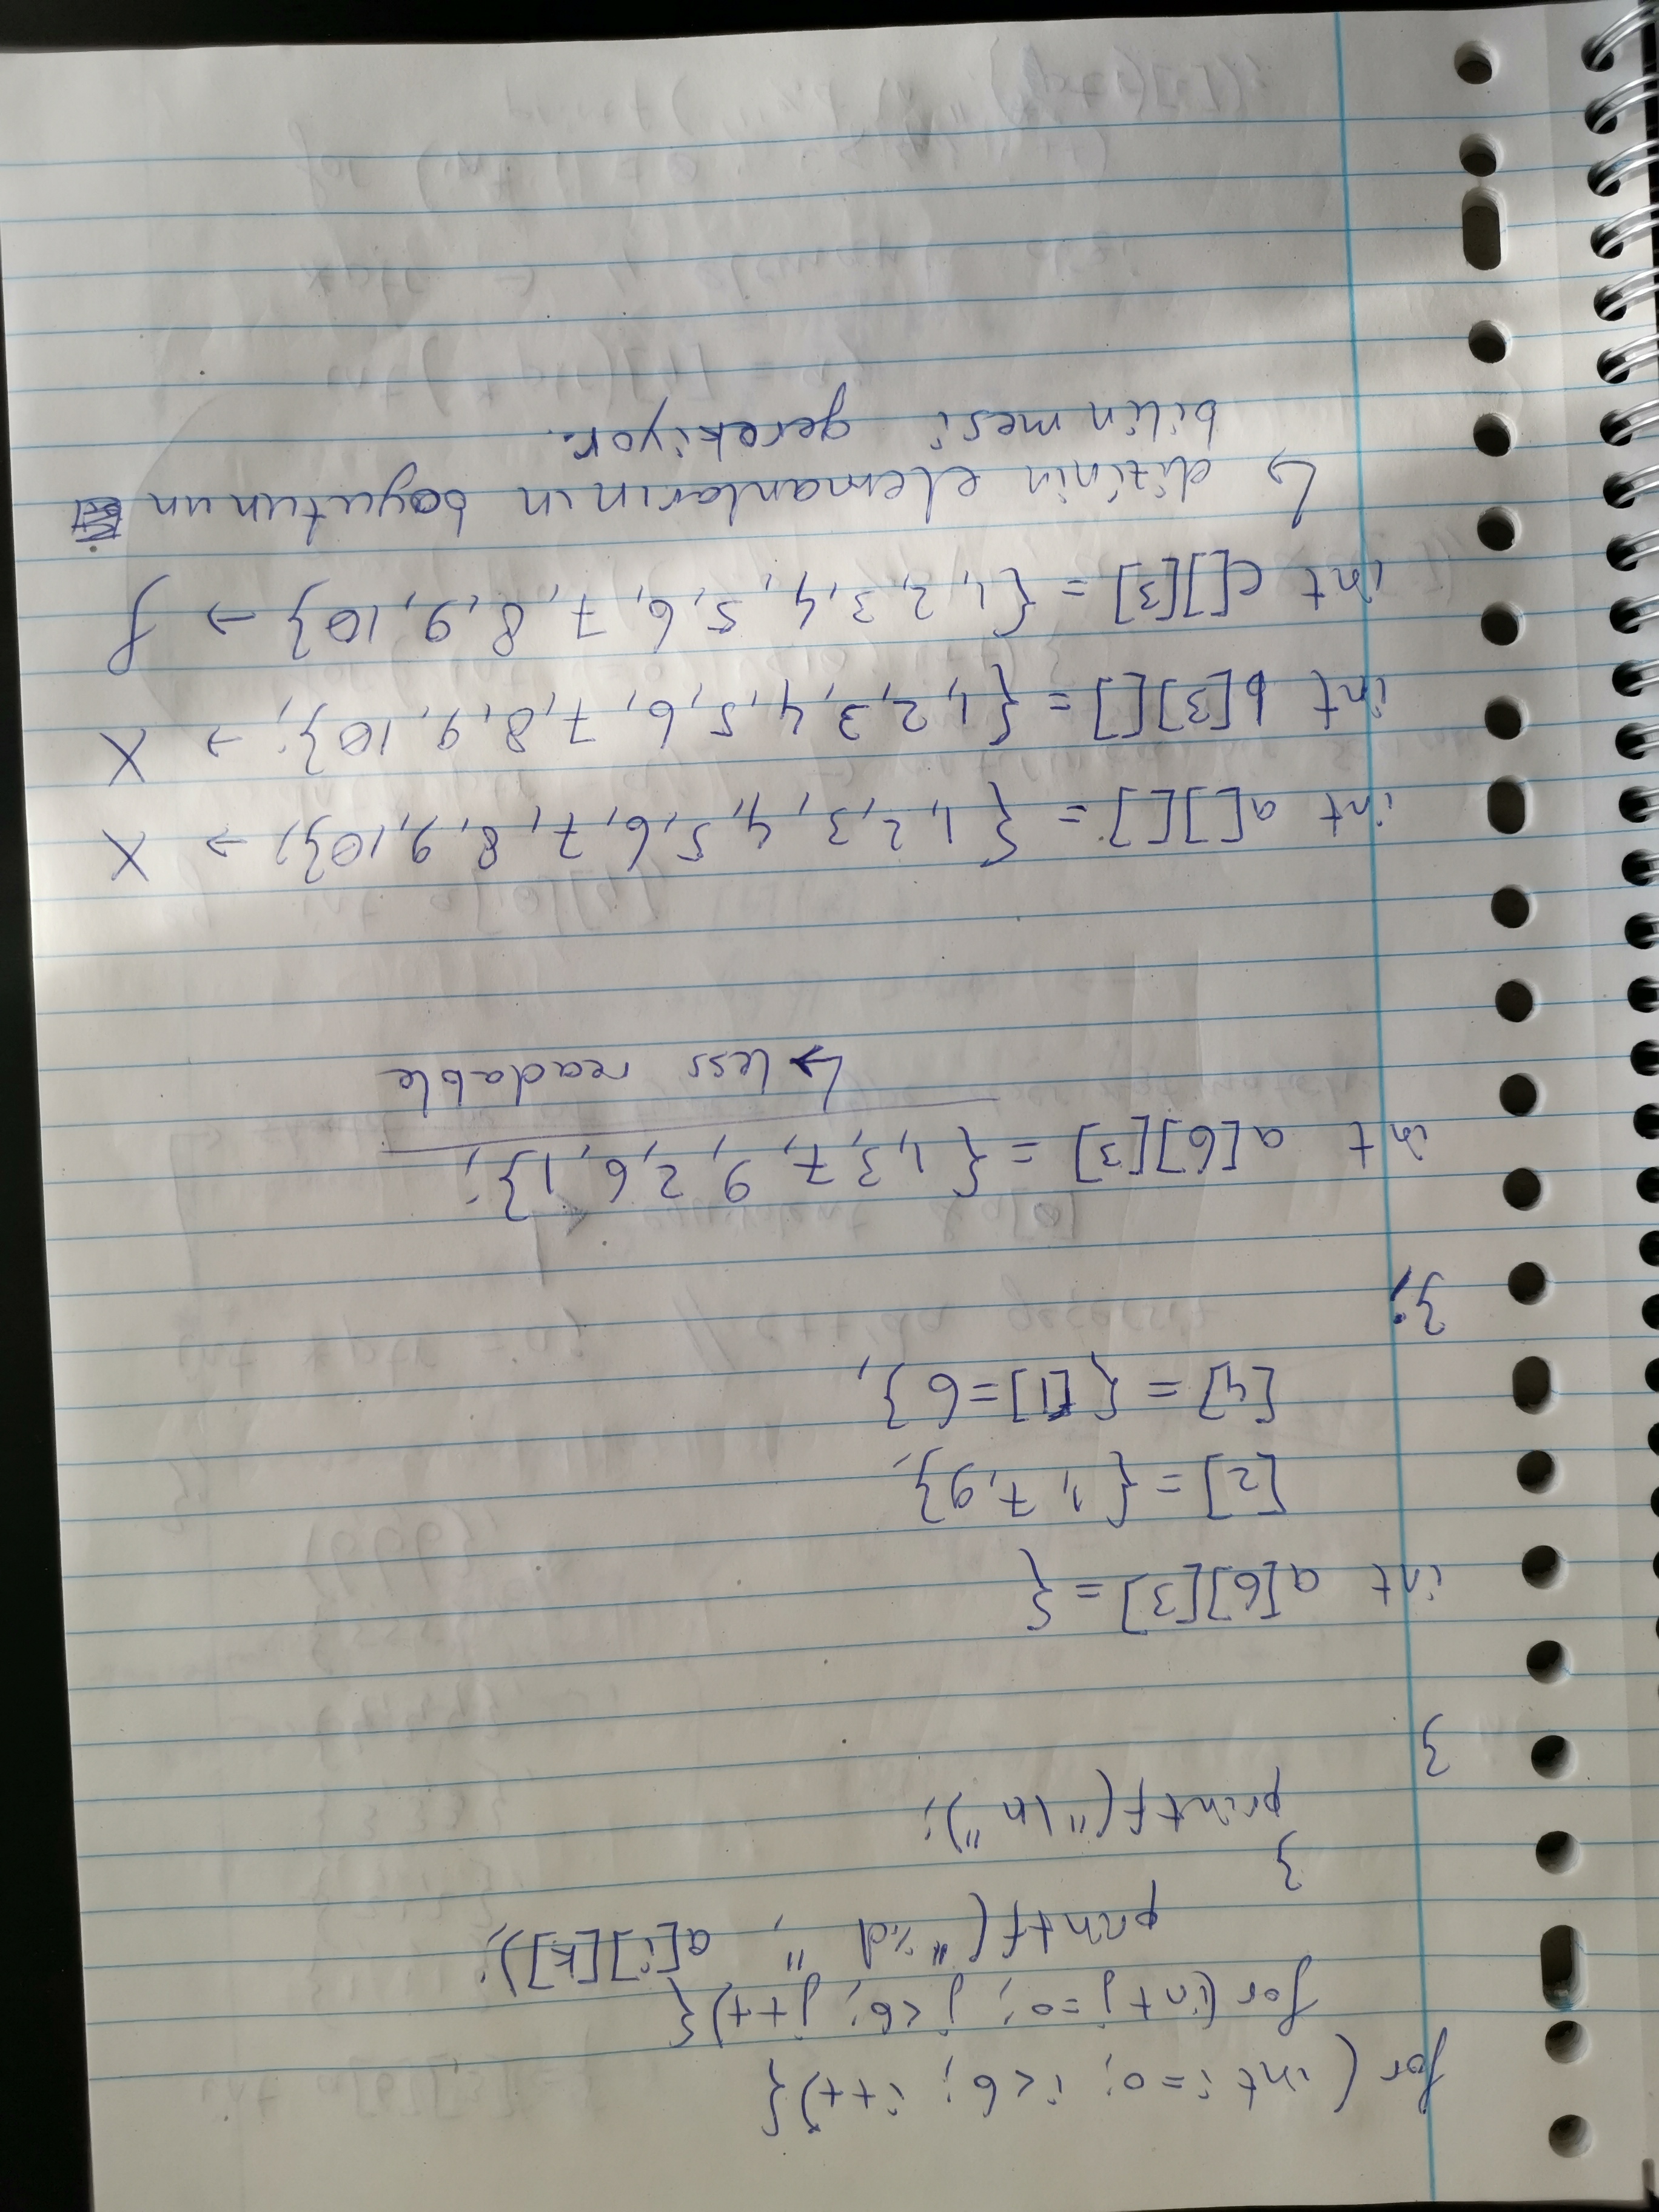 for ( int i=0; i<6; i++){
for (int j=0; j<6; j++){
printf("%d ", a[i][k]);
}
printf("\n");
}
int a[6][3] = {
[2] = {1, 7, 9},
[4] = {[1]=6},
};
int a[6][3] = {1,3,7, 9, 2,6,1};
↳ less readable
int a[][] = {1,2,3,4,5,6,7,8,9,10}; → X
int b[3][] = {1,2,3,4,5,6,7,8,9,10}; → X
int c[][3] = {1,2,3,4,5,6,7,8,9,10} →
↳ dizinin elemanlarının boyutunun
bilinmesi gerekiyor.